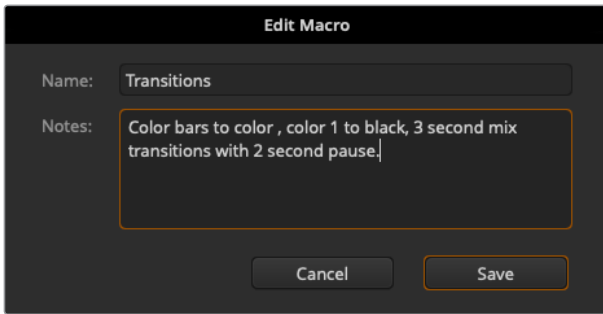 Edit Macro
Name: Transitions
Notes: Color bars to color , color 1 to black, 3 second mix
transitions with 2 second pause.
Cancel Save